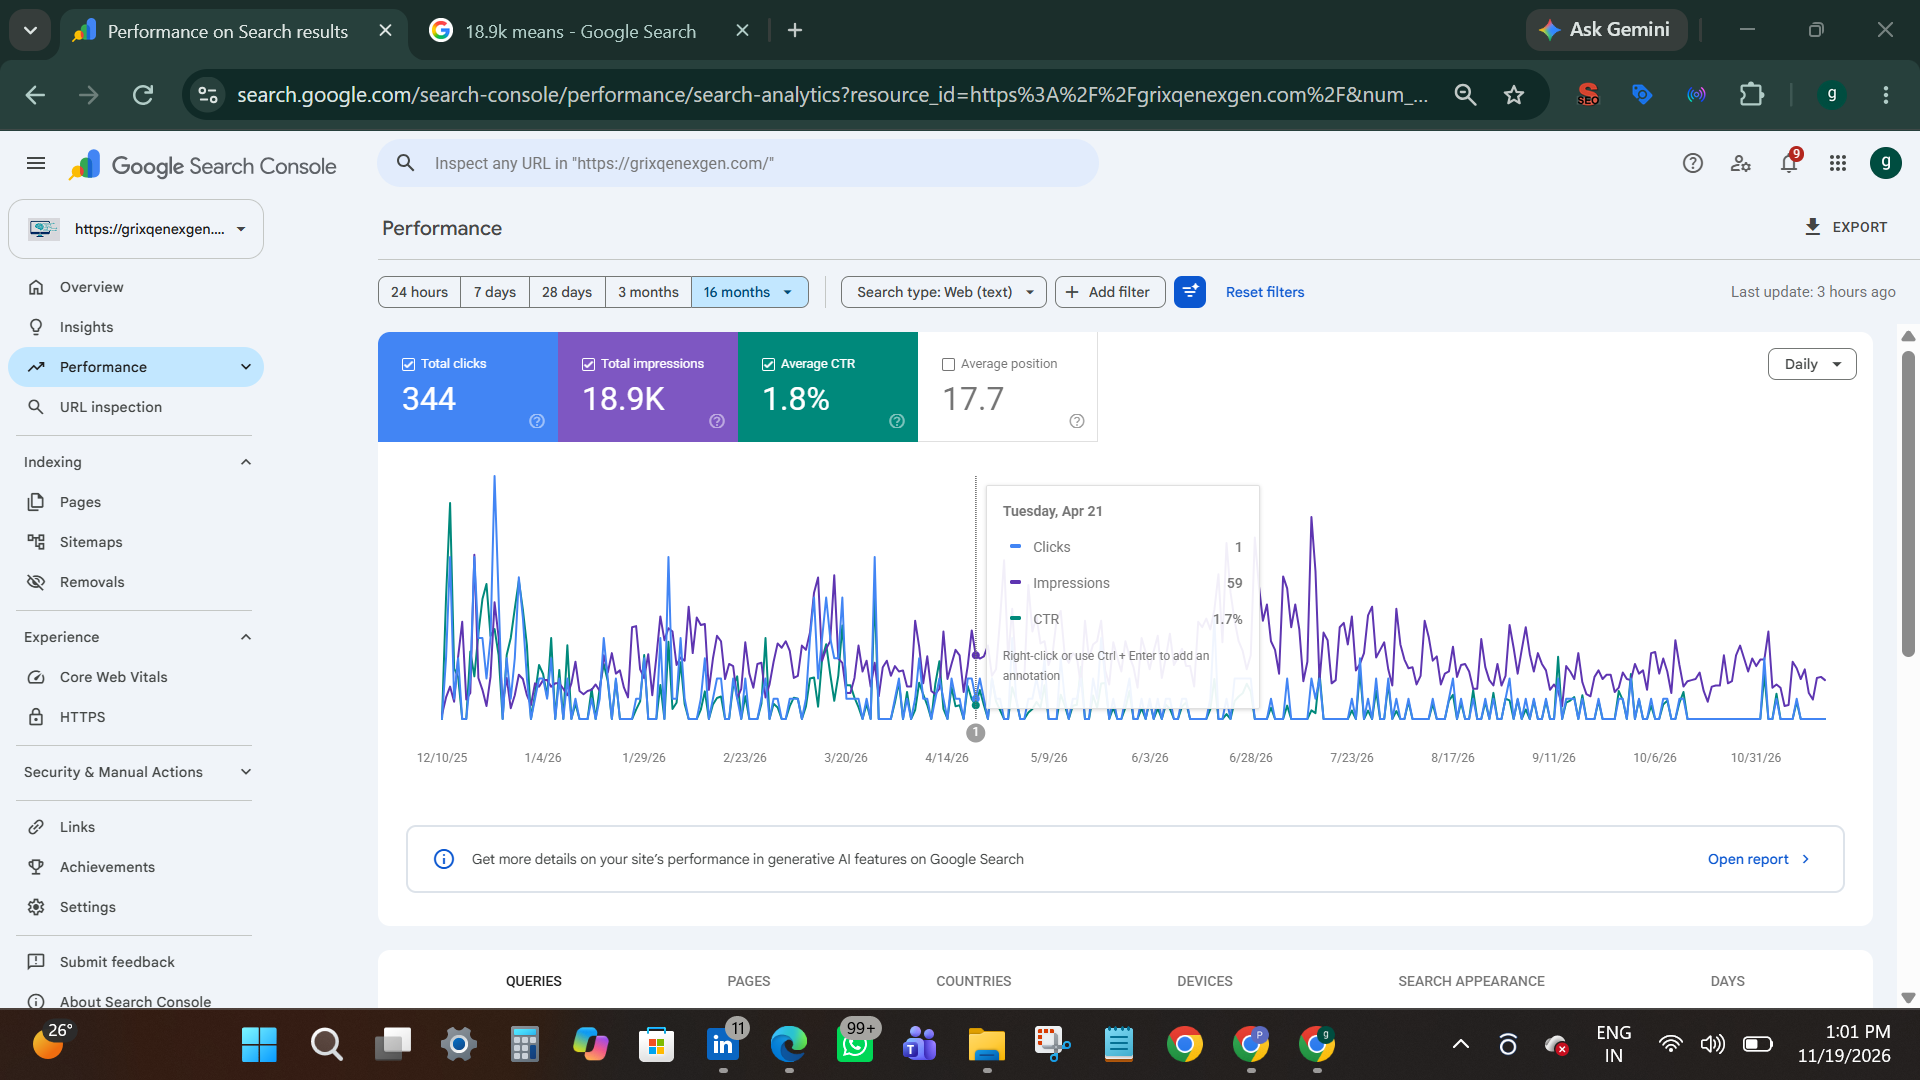 Performance on Search results
18.9k means - Google Search
Ask Gemini
search.google.com/search-console/performance/search-analytics?resource_id=https%3A%2F%2Fgrixqenexgen.com%2F&num_...
SEO
g
Google Search Console
Inspect any URL in "https://grixqenexgen.com/"
9
g
https://grixqenexgen....
Performance
EXPORT
Overview
Insights
Performance
URL inspection
Indexing
Pages
Sitemaps
Removals
Experience
Core Web Vitals
HTTPS
Security & Manual Actions
Links
Achievements
Settings
Submit feedback
About Search Console
24 hours
7 days
28 days
3 months
16 months
Search type: Web (text)
Add filter
Reset filters
Last update: 3 hours ago
Total clicks
344
Total impressions
18.9K
Average CTR
1.8%
Average position
17.7
Daily
Tuesday, Apr 21
Clicks 1
Impressions 59
CTR 1.7%
Right-click or use Ctrl + Enter to add an
annotation
1
12/10/25 1/4/26 1/29/26 2/23/26 3/20/26 4/14/26 5/9/26 6/3/26 6/28/26 7/23/26 8/17/26 9/11/26 10/6/26 10/31/26
Get more details on your site's performance in generative AI features on Google Search
Open report
QUERIES PAGES COUNTRIES DEVICES SEARCH APPEARANCE DAYS
26°
11
99+
P
g
ENG
IN
1:01 PM
11/19/2026